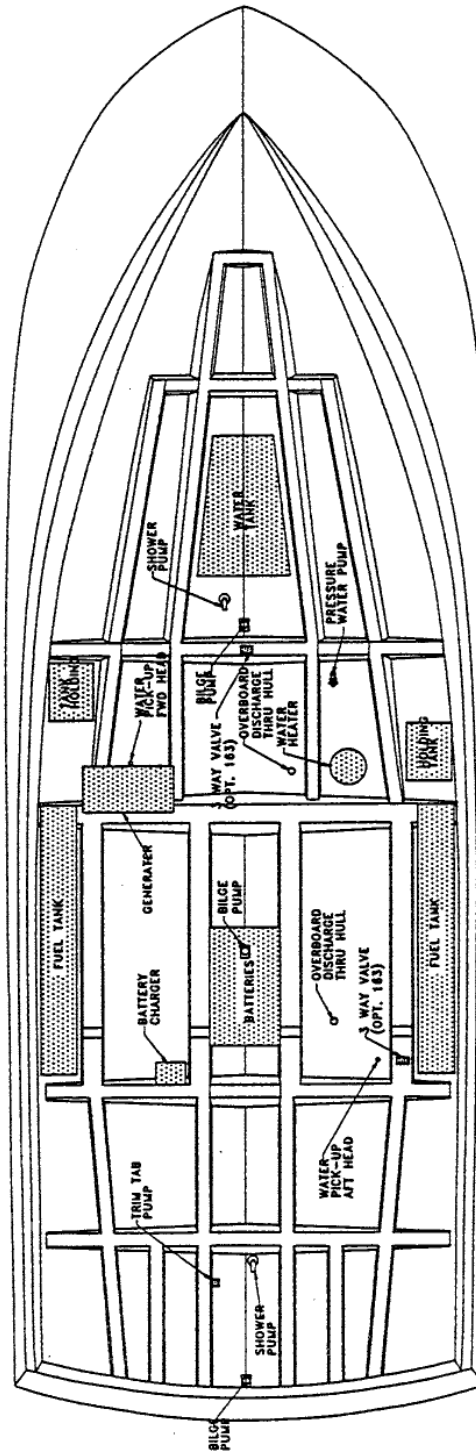 SHOWER
PUMP
WATER
TANK
TANK
HOLDING
WATER
PICK-UP
FWD HEAD
BILGE
PUMP
3 WAY VALVE
(OPT. 163)
OVERBOARD
DISCHARGE
THRU HULL
WATER
HEATER
PRESSURE
WATER PUMP
HOLDING
TANK
FUEL TANK
GENERATOR
BATTERY
CHARGER
BILGE
PUMP
BATTERIES
OVERBOARD
DISCHARGE
THRU HULL
3 WAY VALVE
(OPT. 163)
FUEL TANK
TRIM TAB
PUMP
WATER
PICK-UP
AFT HEAD
SHOWER
PUMP
BILGE
PUMP